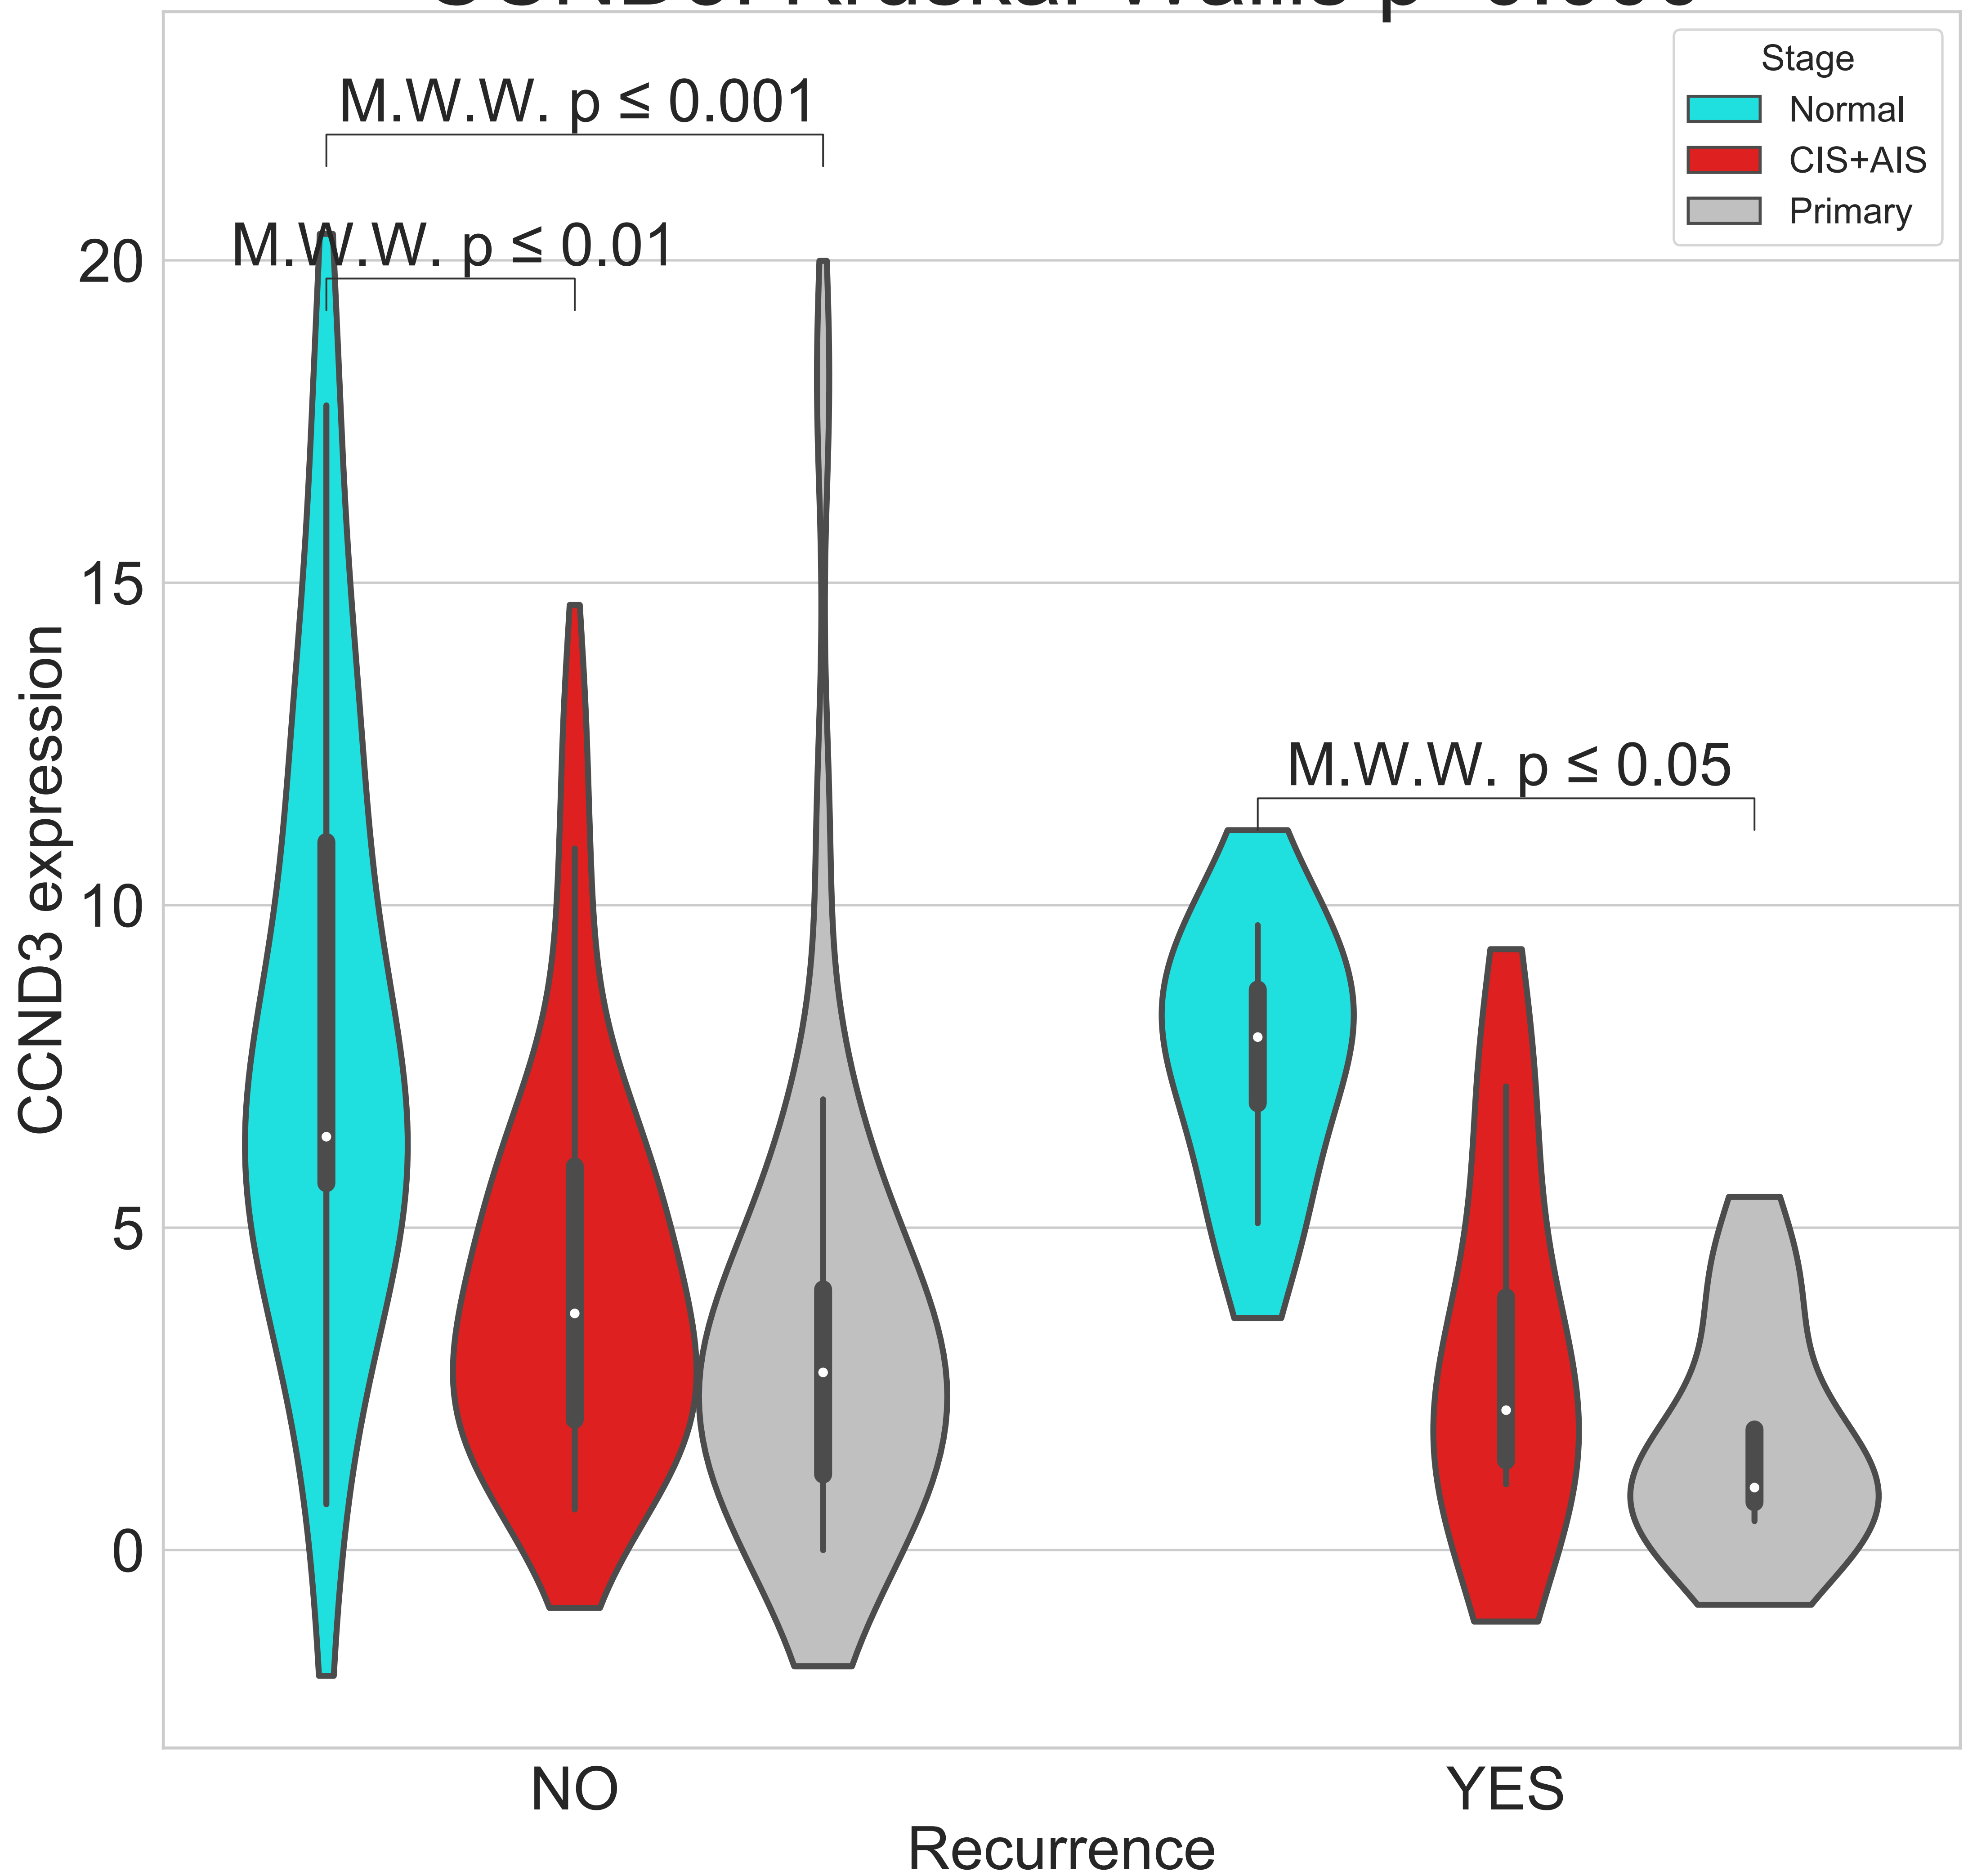 Stage
Normal
CIS+AIS
Primary
M.W.W. p ≤ 0.001
M.W.W. p ≤ 0.01
M.W.W. p ≤ 0.05
20
15
10
5
0
CCND3 expression
NO
YES
Recurrence